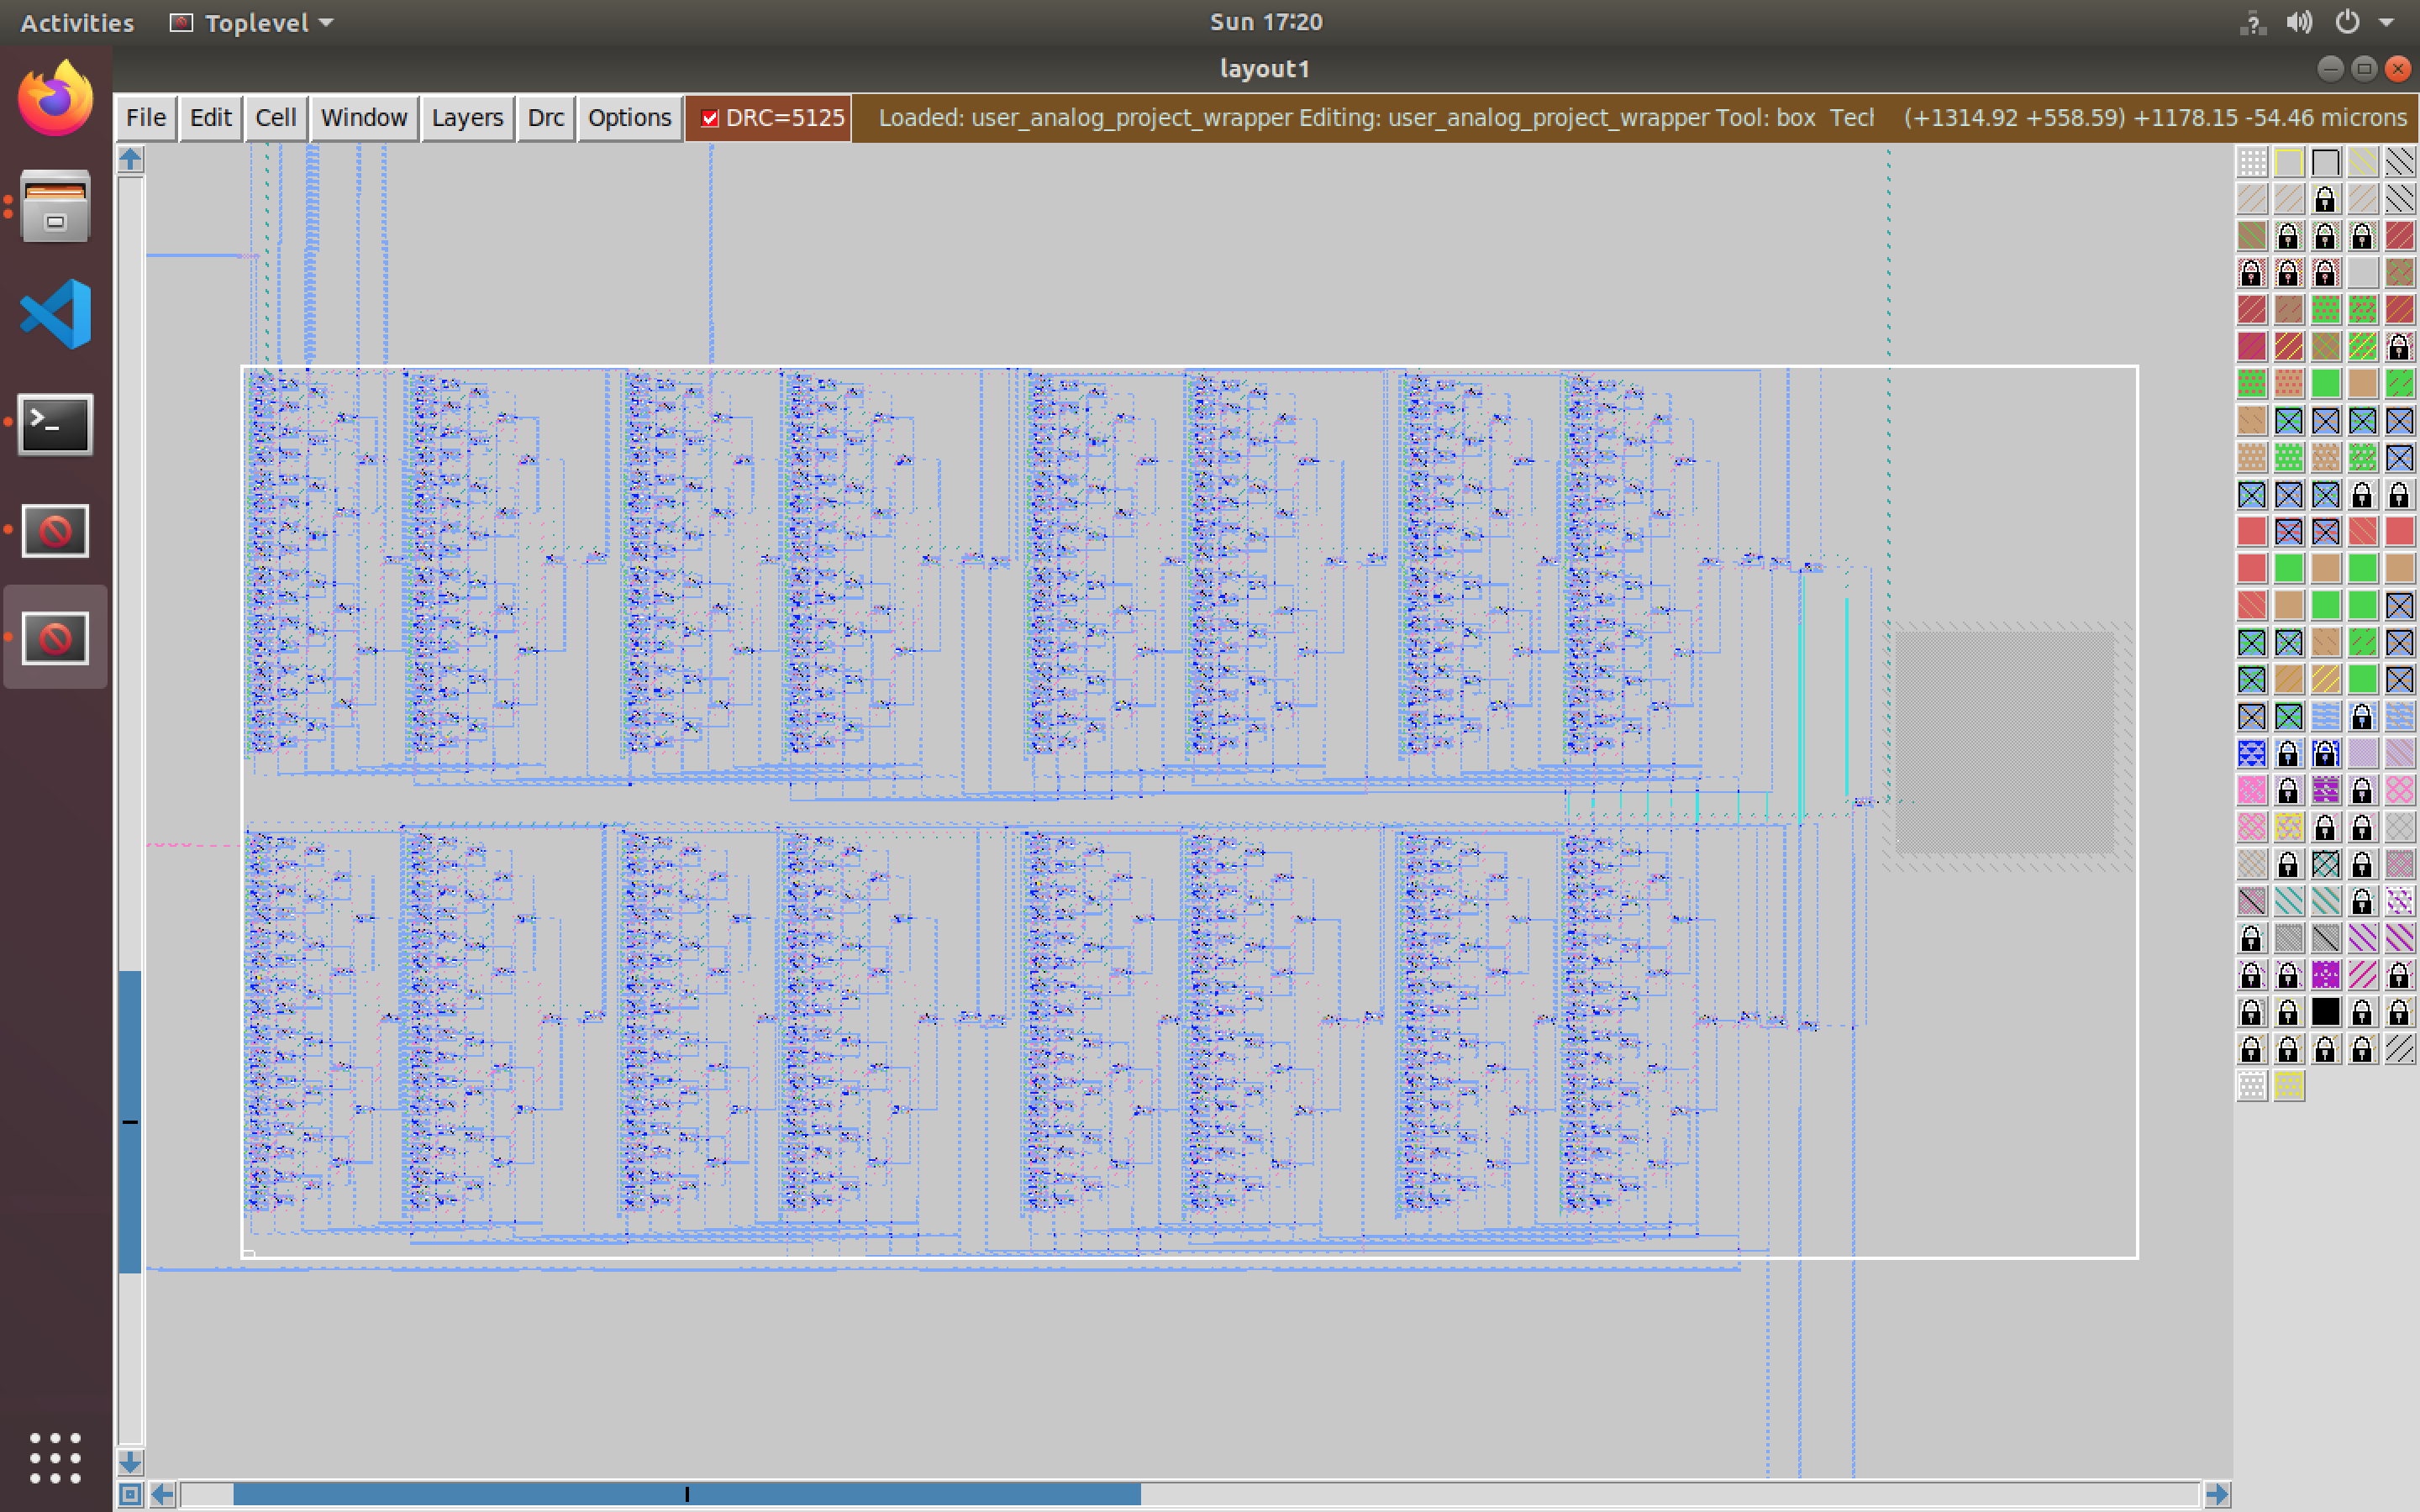 Activities Toplevel Sun 17:20
layout1
File Edit Cell Window Layers Drc Options DRC=5125 Loaded: user_analog_project_wrapper Editing: user_analog_project_wrapper Tool: box Tech (+1314.92 +558.59) +1178.15 -54.46 microns